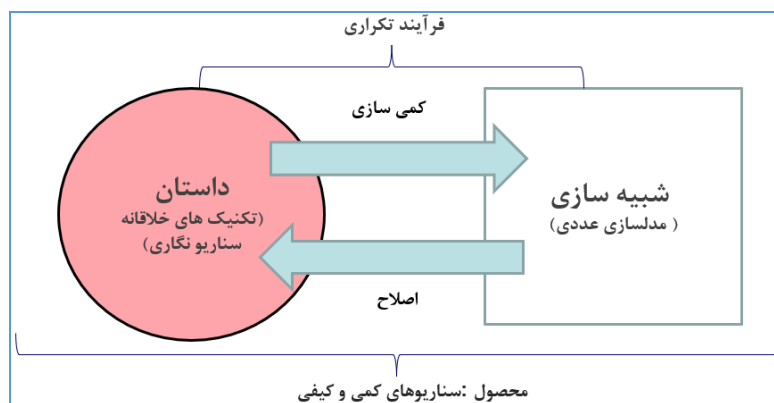 فرآیند تکراری
کمی سازی
داستان
(تکنیک های خلاقانه
سناریو نگاری)
شبیه سازی
( مدلسازی عددی)
اصلاح
محصول :سناریوهای کمی و کیفی